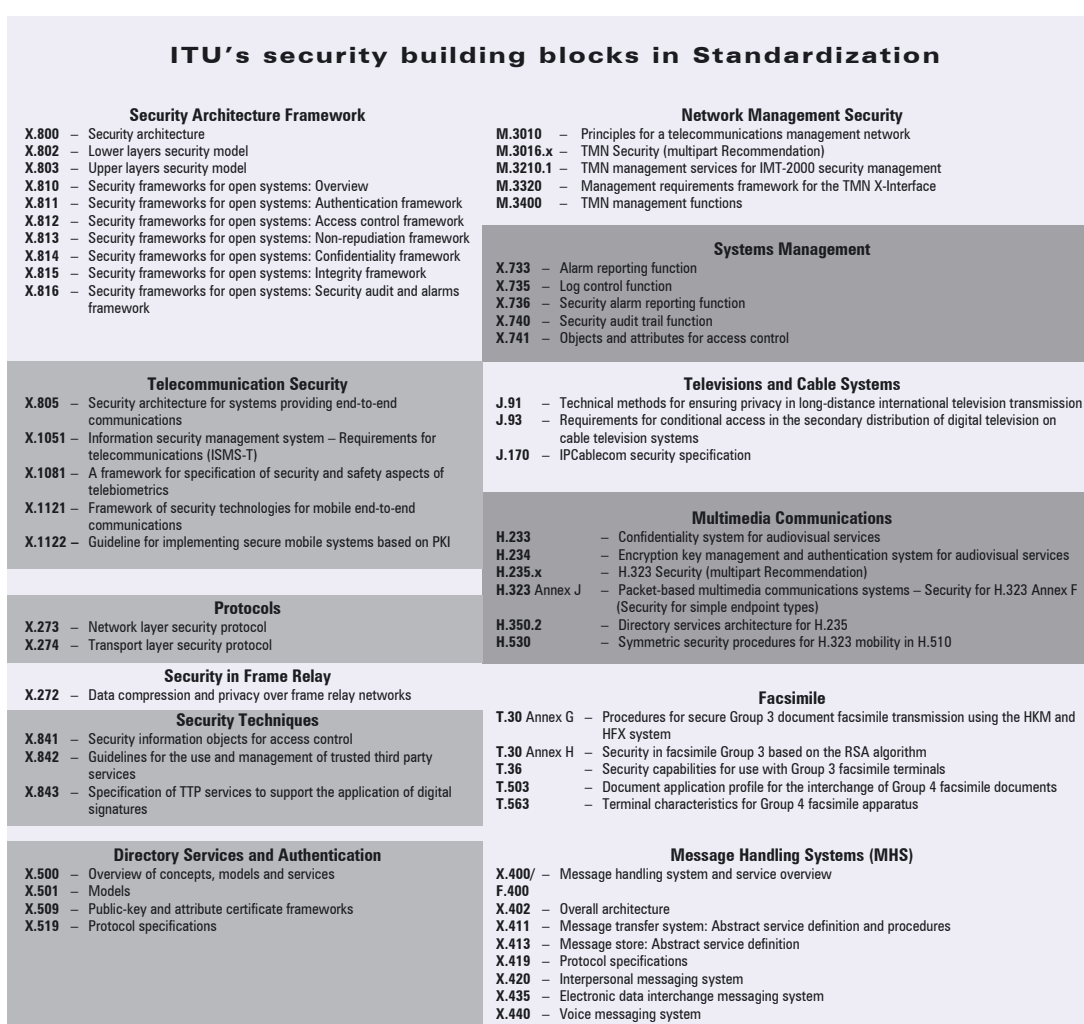 ITU's security building blocks in Standardization
Security Architecture Framework
X.800 – Security architecture
X.802 – Lower layers security model
X.803 – Upper layers security model
X.810 – Security frameworks for open systems: Overview
X.811 – Security frameworks for open systems: Authentication framework
X.812 – Security frameworks for open systems: Access control framework
X.813 – Security frameworks for open systems: Non-repudiation framework
X.814 – Security frameworks for open systems: Confidentiality framework
X.815 – Security frameworks for open systems: Integrity framework
X.816 – Security frameworks for open systems: Security audit and alarms
framework
Telecommunication Security
X.805 – Security architecture for systems providing end-to-end
communications
X.1051 – Information security management system – Requirements for
telecommunications (ISMS-T)
X.1081 – A framework for specification of security and safety aspects of
telebiometrics
X.1121 – Framework of security technologies for mobile end-to-end
communications
X.1122 – Guideline for implementing secure mobile systems based on PKI
Protocols
X.273 – Network layer security protocol
X.274 – Transport layer security protocol
Security in Frame Relay
X.272 – Data compression and privacy over frame relay networks
Security Techniques
X.841 – Security information objects for access control
X.842 – Guidelines for the use and management of trusted third party
services
X.843 – Specification of TTP services to support the application of digital
signatures
Directory Services and Authentication
X.500 – Overview of concepts, models and services
X.501 – Models
X.509 – Public-key and attribute certificate frameworks
X.519 – Protocol specifications
Network Management Security
M.3010 – Principles for a telecommunications management network
M.3016.x – TMN Security (multipart Recommendation)
M.3210.1 – TMN management services for IMT-2000 security management
M.3320 – Management requirements framework for the TMN X-Interface
M.3400 – TMN management functions
Systems Management
X.733 – Alarm reporting function
X.735 – Log control function
X.736 – Security alarm reporting function
X.740 – Security audit trail function
X.741 – Objects and attributes for access control
Televisions and Cable Systems
J.91 – Technical methods for ensuring privacy in long-distance international television transmission
J.93 – Requirements for conditional access in the secondary distribution of digital television on
cable television systems
J.170 – IPCablecom security specification
Multimedia Communications
H.233 – Confidentiality system for audiovisual services
H.234 – Encryption key management and authentication system for audiovisual services
H.235.x – H.323 Security (multipart Recommendation)
H.323 Annex J – Packet-based multimedia communications systems – Security for H.323 Annex F
(Security for simple endpoint types)
H.350.2 – Directory services architecture for H.235
H.530 – Symmetric security procedures for H.323 mobility in H.510
Facsimile
T.30 Annex G – Procedures for secure Group 3 document facsimile transmission using the HKM and
HFX system
T.30 Annex H – Security in facsimile Group 3 based on the RSA algorithm
T.36 – Security capabilities for use with Group 3 facsimile terminals
T.503 – Document application profile for the interchange of Group 4 facsimile documents
T.563 – Terminal characteristics for Group 4 facsimile apparatus
Message Handling Systems (MHS)
X.400/ – Message handling system and service overview
F.400
X.402 – Overall architecture
X.411 – Message transfer system: Abstract service definition and procedures
X.413 – Message store: Abstract service definition
X.419 – Protocol specifications
X.420 – Interpersonal messaging system
X.435 – Electronic data interchange messaging system
X.440 – Voice messaging system